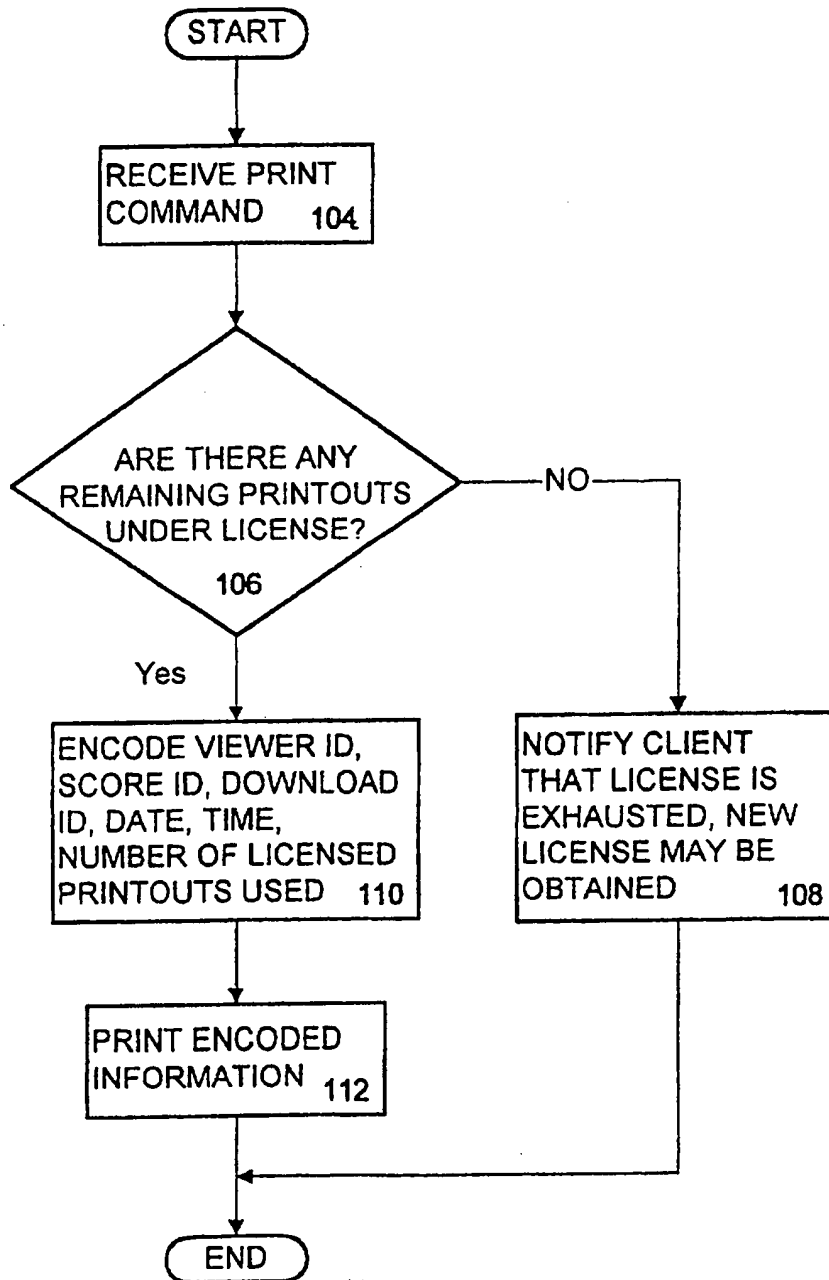 START
RECEIVE PRINT
COMMAND 104
ARE THERE ANY
REMAINING PRINTOUTS
UNDER LICENSE?
106
NO
Yes
ENCODE VIEWER ID,
SCORE ID, DOWNLOAD
ID, DATE, TIME,
NUMBER OF LICENSED
PRINTOUTS USED 110
NOTIFY CLIENT
THAT LICENSE IS
EXHAUSTED, NEW
LICENSE MAY BE
OBTAINED 108
PRINT ENCODED
INFORMATION 112
END